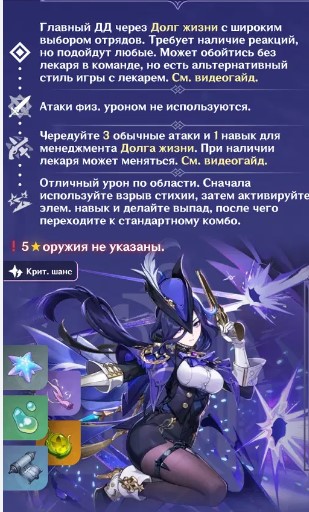 Главный ДД через Долг жизни с широким
выбором отрядов. Требует наличие реакций,
но подойдут любые. Может обойтись без
лекаря в команде, но есть альтернативный
стиль игры с лекарем. См. видеогайд.
Атаки физ. уроном не используются.
Чередуйте 3 обычные атаки и 1 навык для
менеджмента Долга жизни. При наличии
лекаря может меняться. См. видеогайд.
Отличный урон по области. Сначала
используйте взрыв стихии, затем активируйте
элем. навык и делайте выпад, после чего
переходите к стандартному комбо.
! 5★оружия не указаны.
Крит. шанс